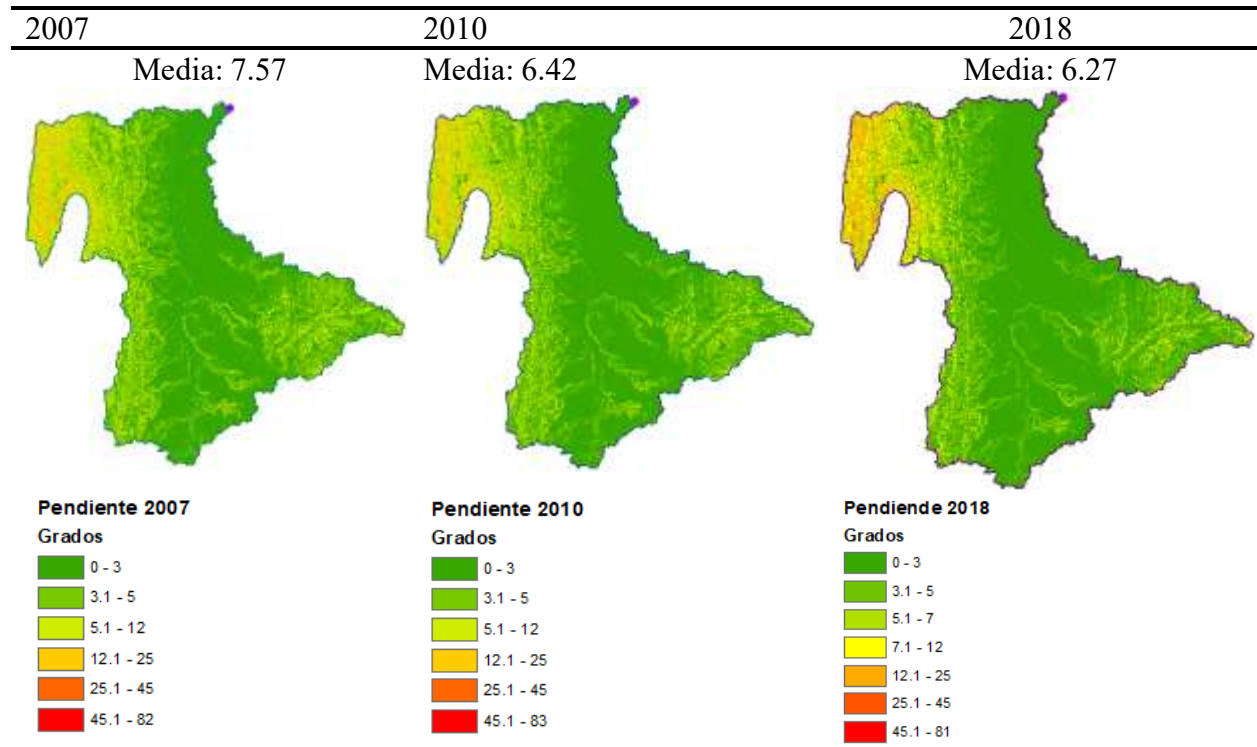 2007 2010 2018
Media: 7.57 Media: 6.42 Media: 6.27
Pendiente 2007
Grados
0 - 3
3.1 - 5
5.1 - 12
12.1 - 25
25.1 - 45
45.1 - 82
Pendiente 2010
Grados
0 - 3
3.1 - 5
5.1 - 12
12.1 - 25
25.1 - 45
45.1 - 83
Pendiende 2018
Grados
0 - 3
3.1 - 5
5.1 - 7
7.1 - 12
12.1 - 25
25.1 - 45
45.1 - 81